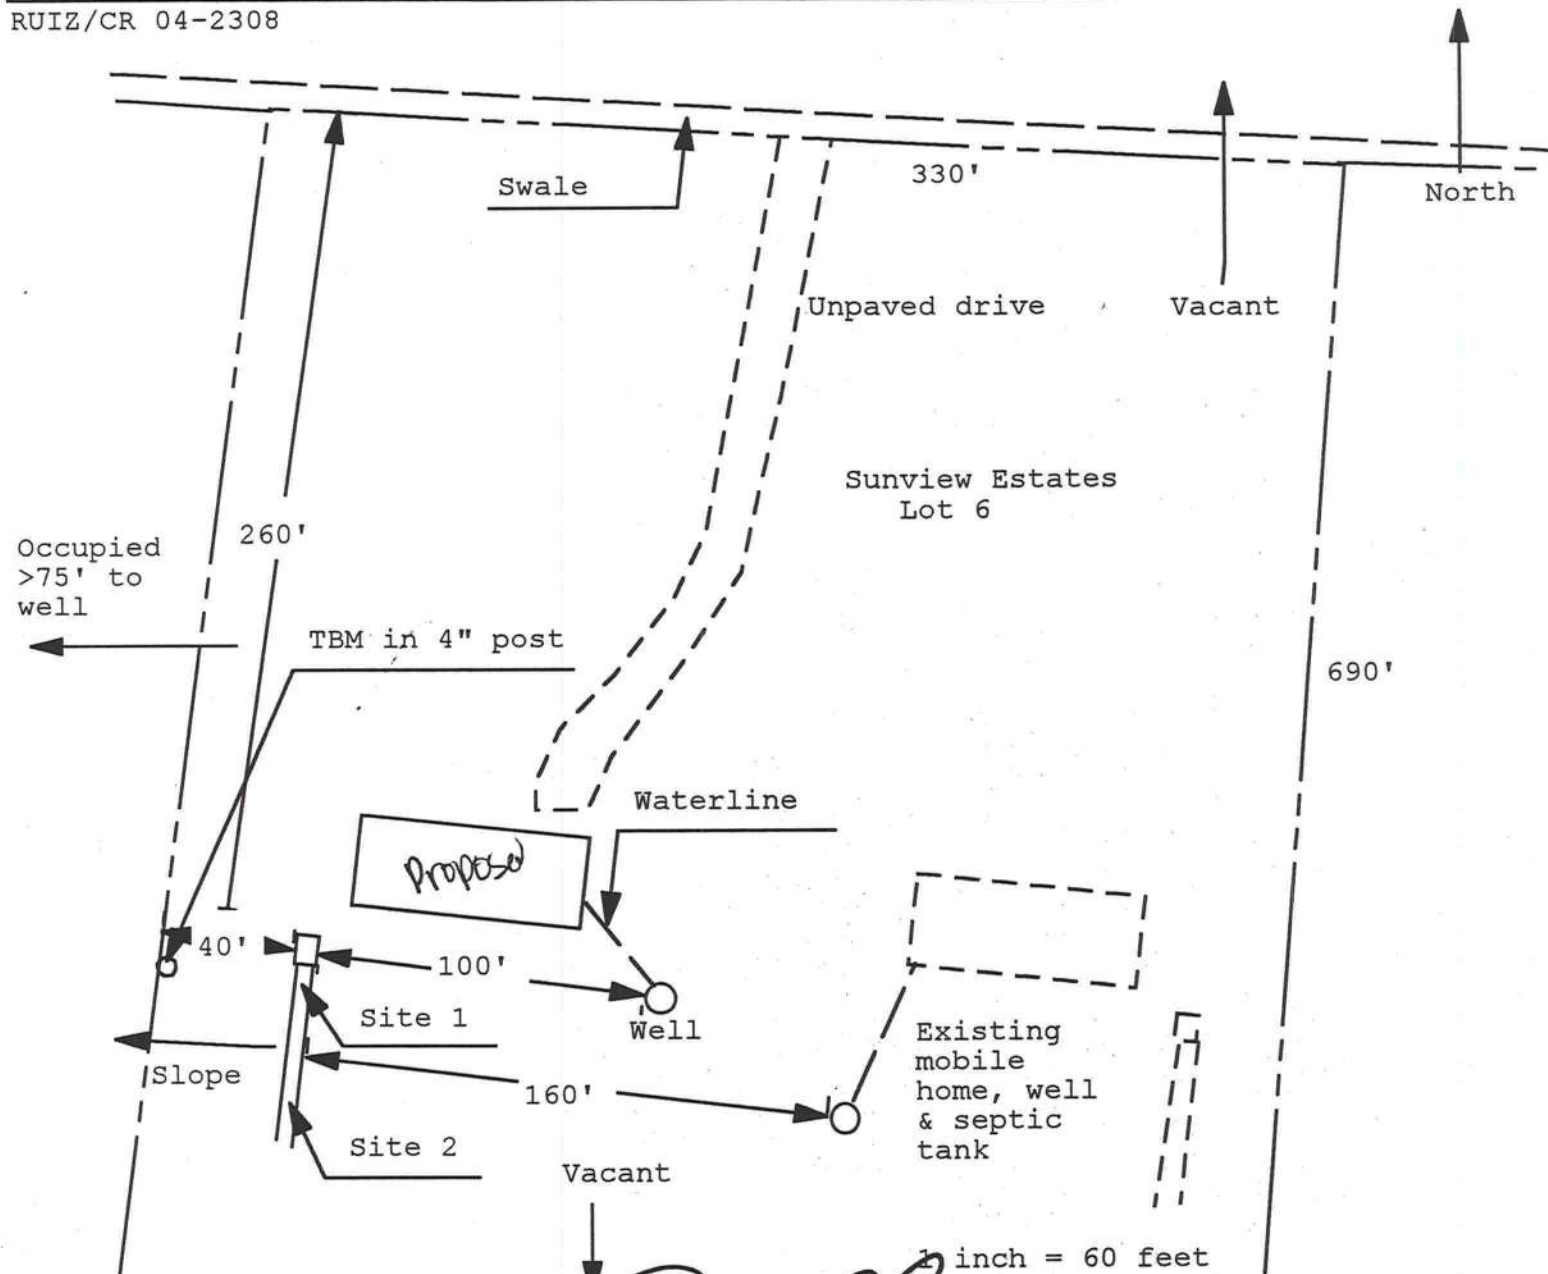 RUIZ/CR 04-2308
Swale
330'
North
Unpaved drive
Vacant
Sunview Estates
Lot 6
260'
Occupied
>75' to
well
TBM in 4" post
690'
Waterline
Proposed
40'
100'
Site 1
Well
Existing
mobile
home, well
& septic
tank
Slope
160'
Site 2
Vacant
1 inch = 60 feet